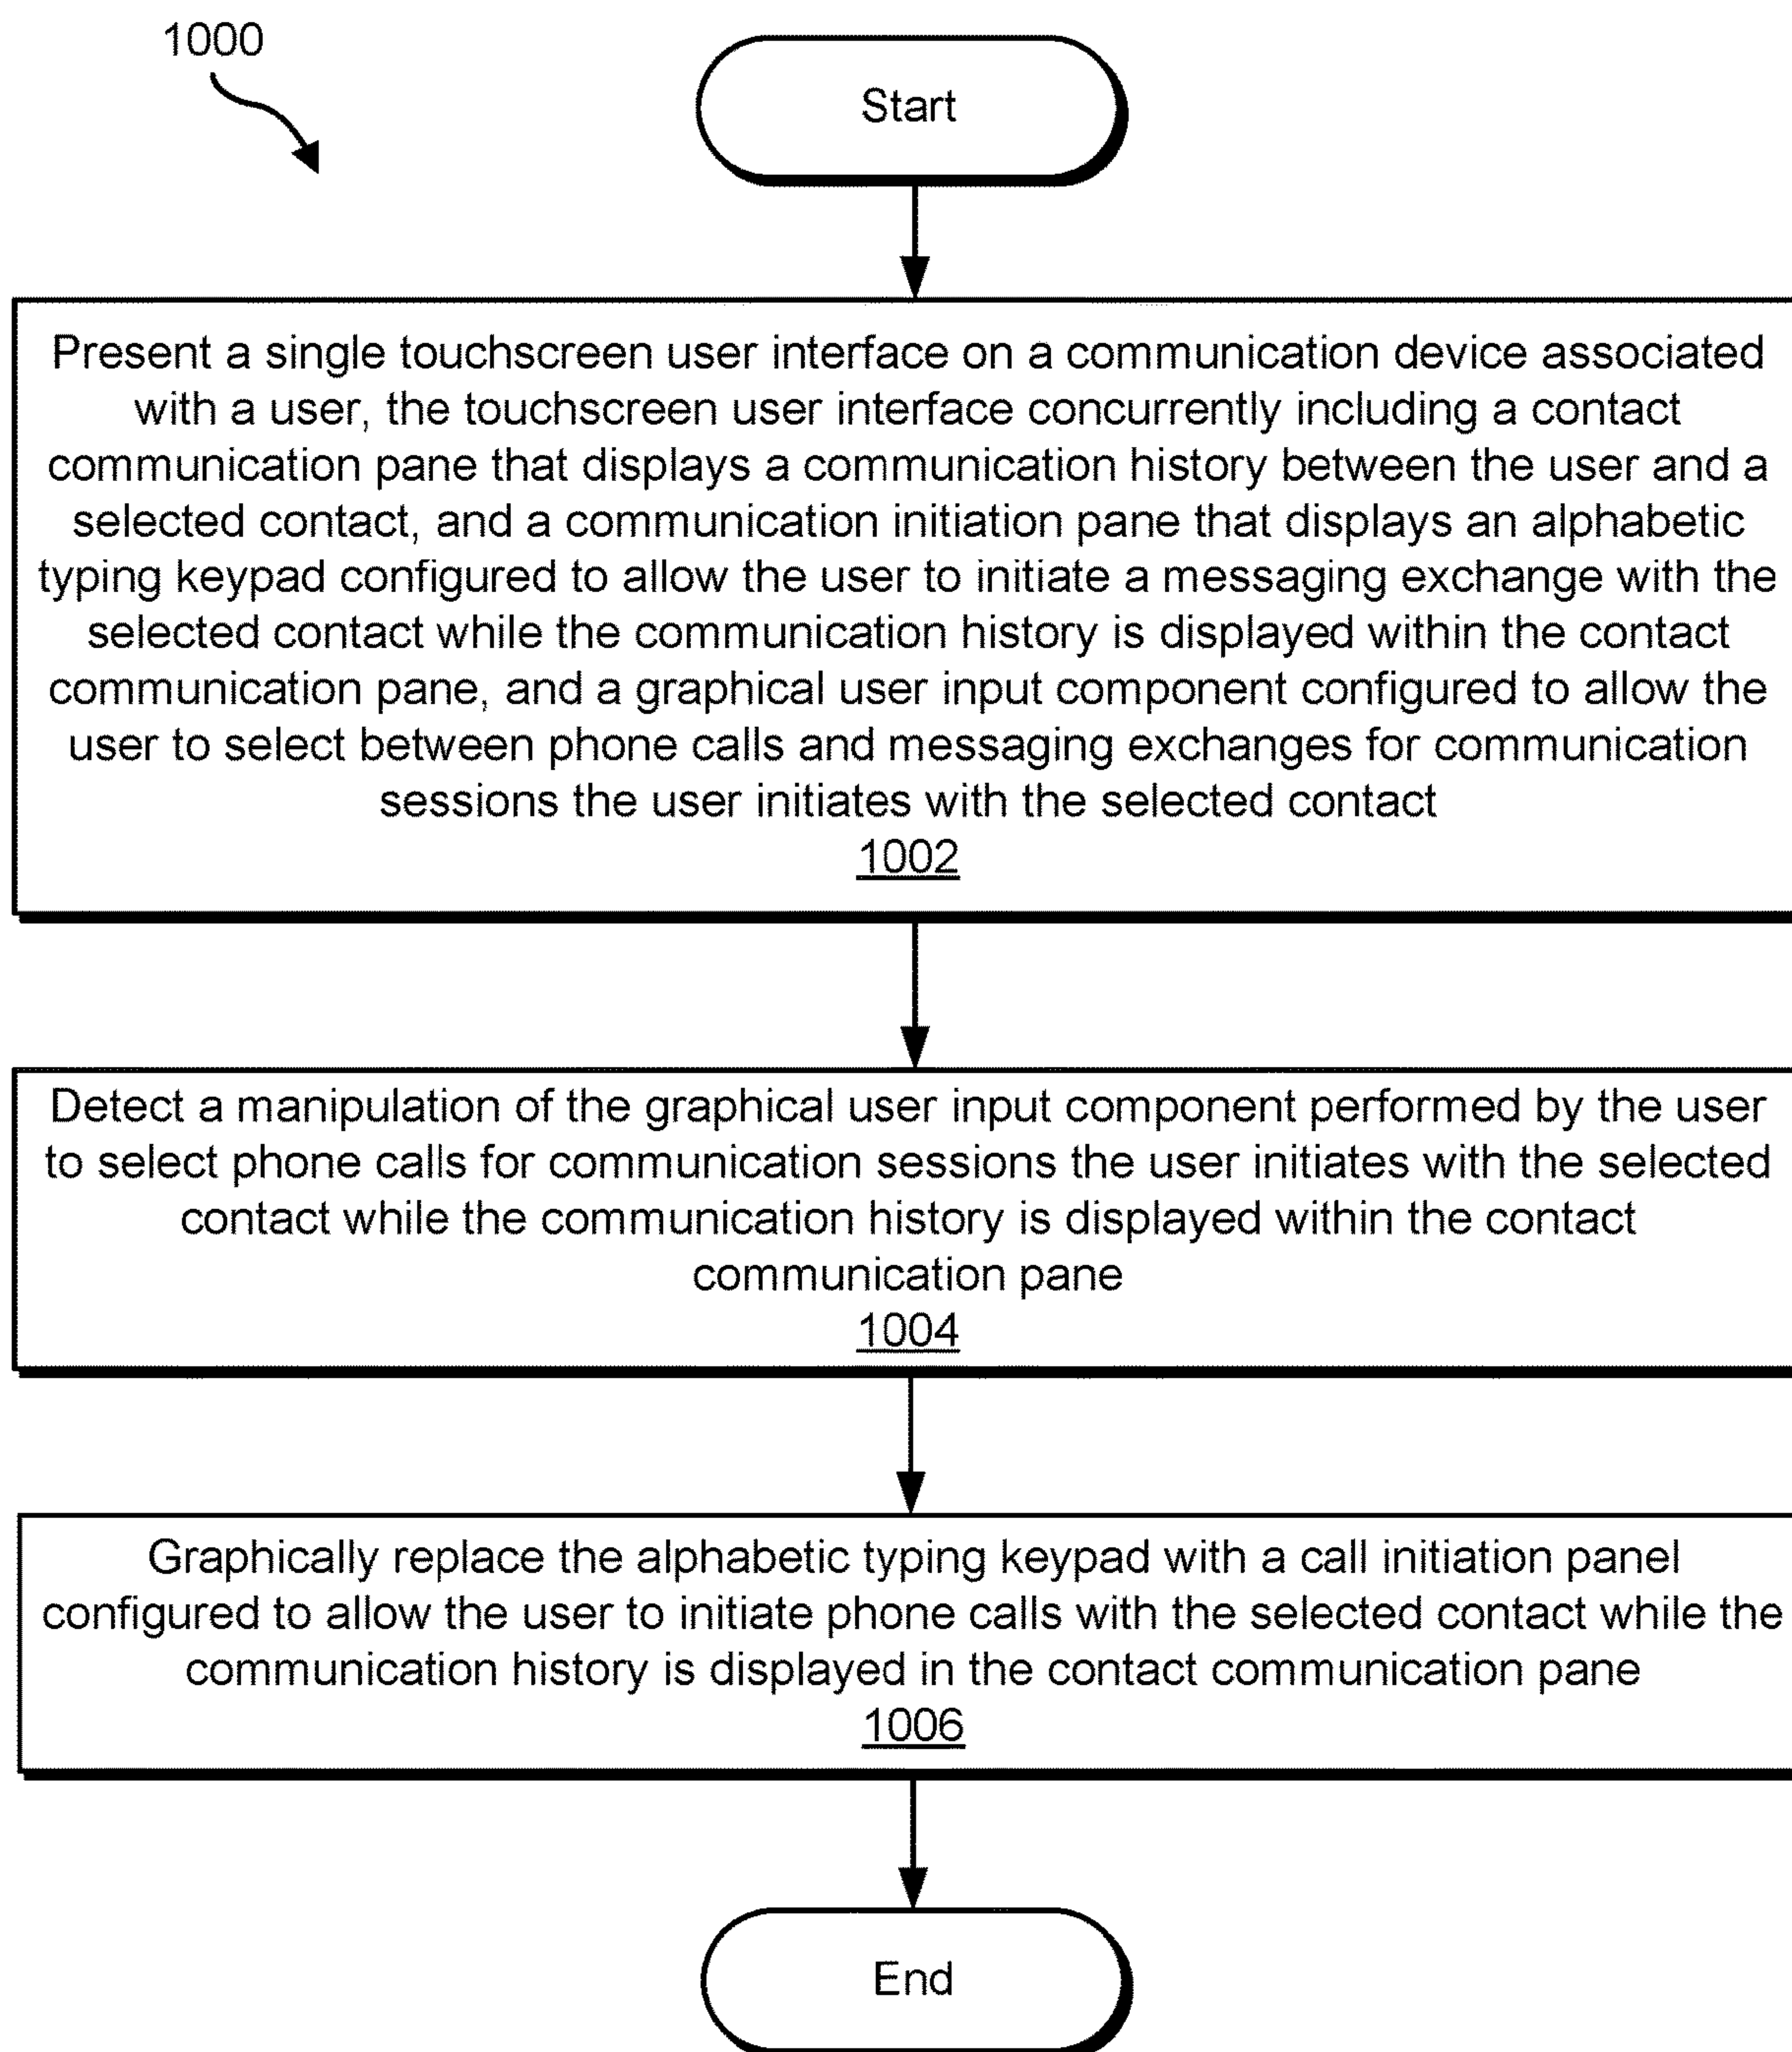 1000
Start
Present a single touchscreen user interface on a communication device associated
with a user, the touchscreen user interface concurrently including a contact
communication pane that displays a communication history between the user and a
selected contact, and a communication initiation pane that displays an alphabetic
typing keypad configured to allow the user to initiate a messaging exchange with the
selected contact while the communication history is displayed within the contact
communication pane, and a graphical user input component configured to allow the
user to select between phone calls and messaging exchanges for communication
sessions the user initiates with the selected contact
1002
Detect a manipulation of the graphical user input component performed by the user
to select phone calls for communication sessions the user initiates with the selected
contact while the communication history is displayed within the contact
communication pane
1004
Graphically replace the alphabetic typing keypad with a call initiation panel
configured to allow the user to initiate phone calls with the selected contact while the
communication history is displayed in the contact communication pane
1006
End